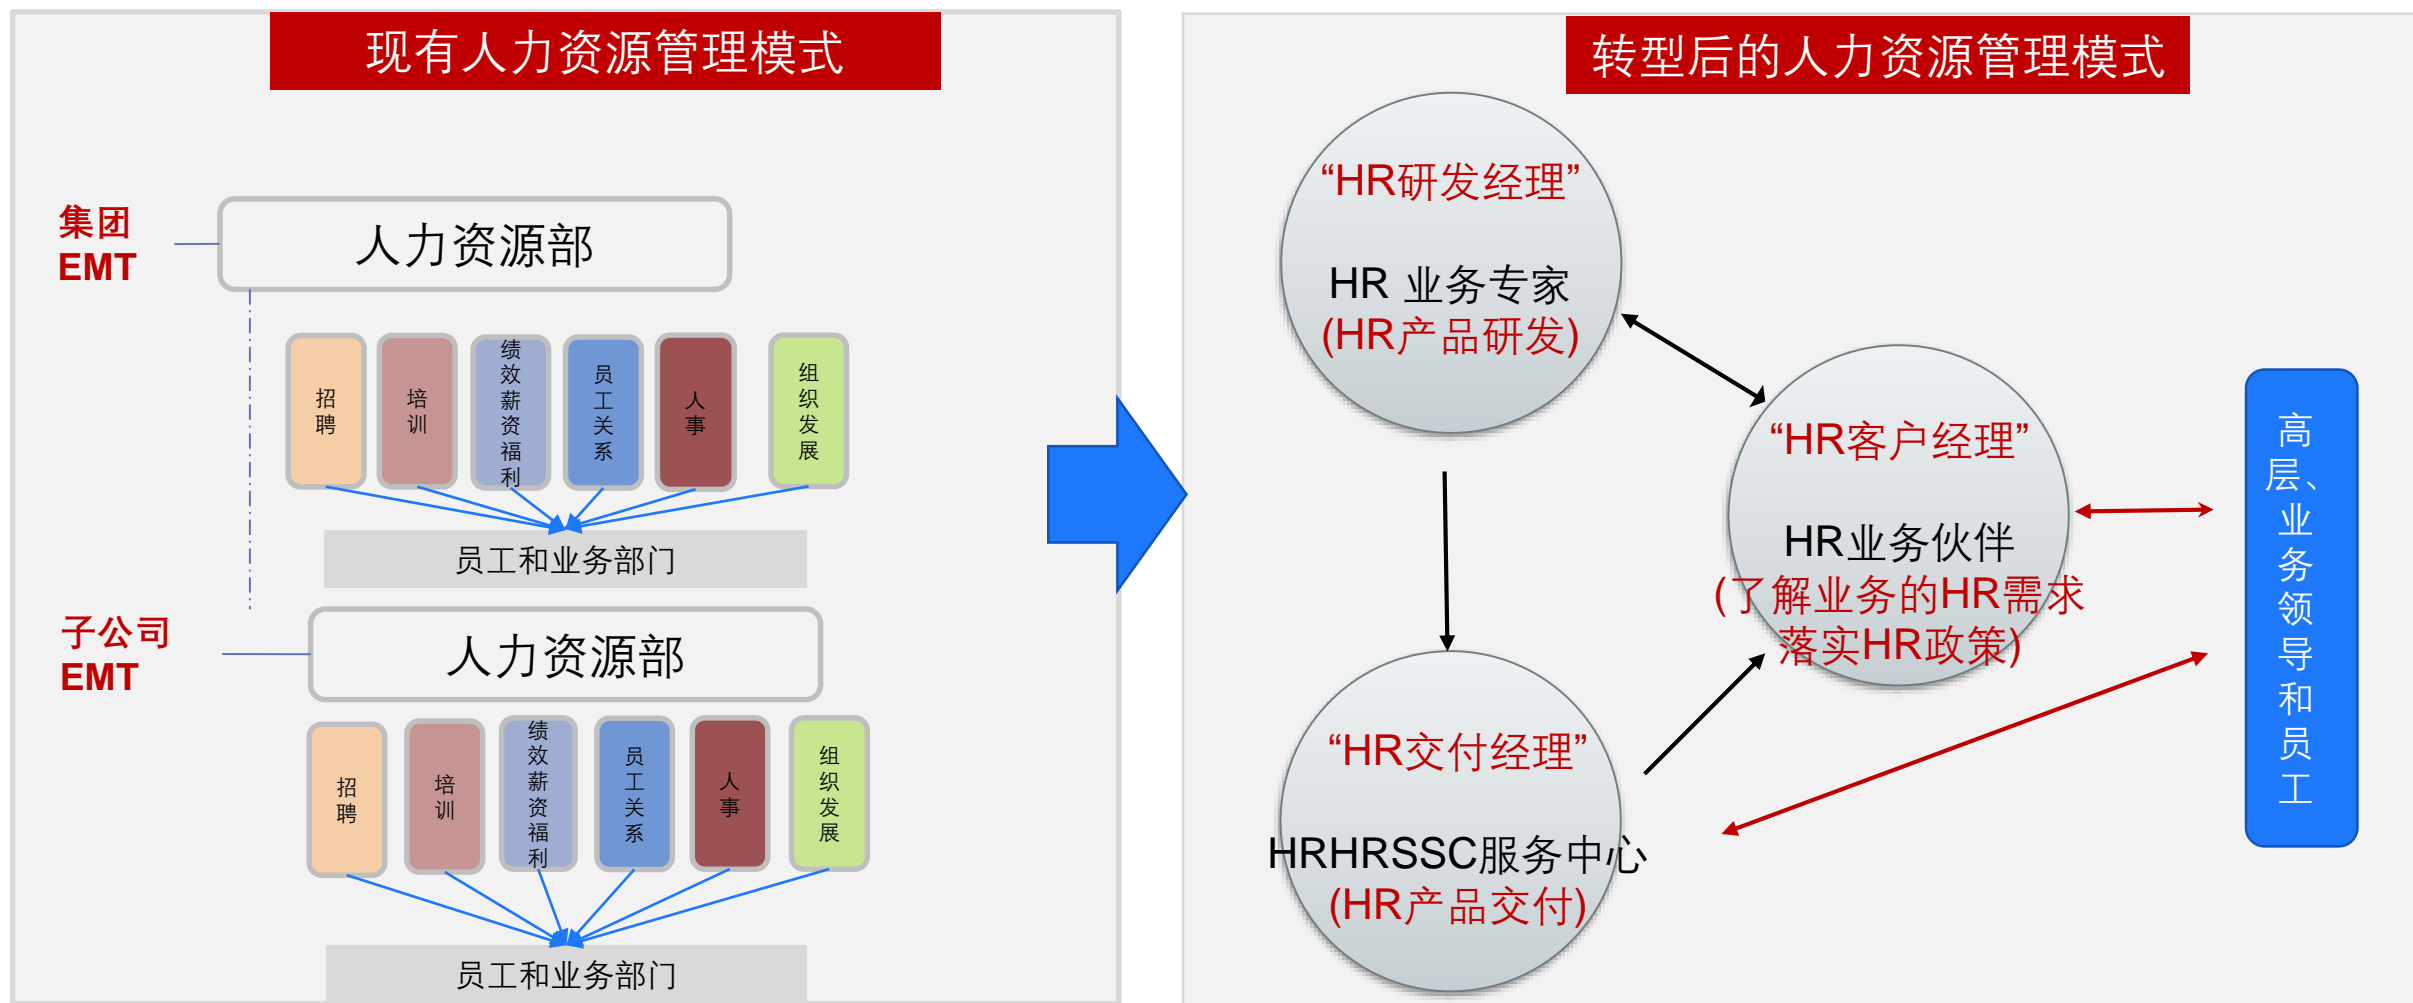 现有人力资源管理模式
集团
EMT
人力资源部
招聘
培训
绩效薪资福利
员工关系
人事
组织发展
员工和业务部门
子公司
EMT
人力资源部
招聘
培训
绩效薪资福利
员工关系
人事
组织发展
员工和业务部门
转型后的人力资源管理模式
“HR研发经理”
HR 业务专家
(HR产品研发)
“HR客户经理”
HR业务伙伴
(了解业务的HR需求
落实HR政策)
“HR交付经理”
HRHRSSC服务中心
(HR产品交付)
高层、业务领导和员工